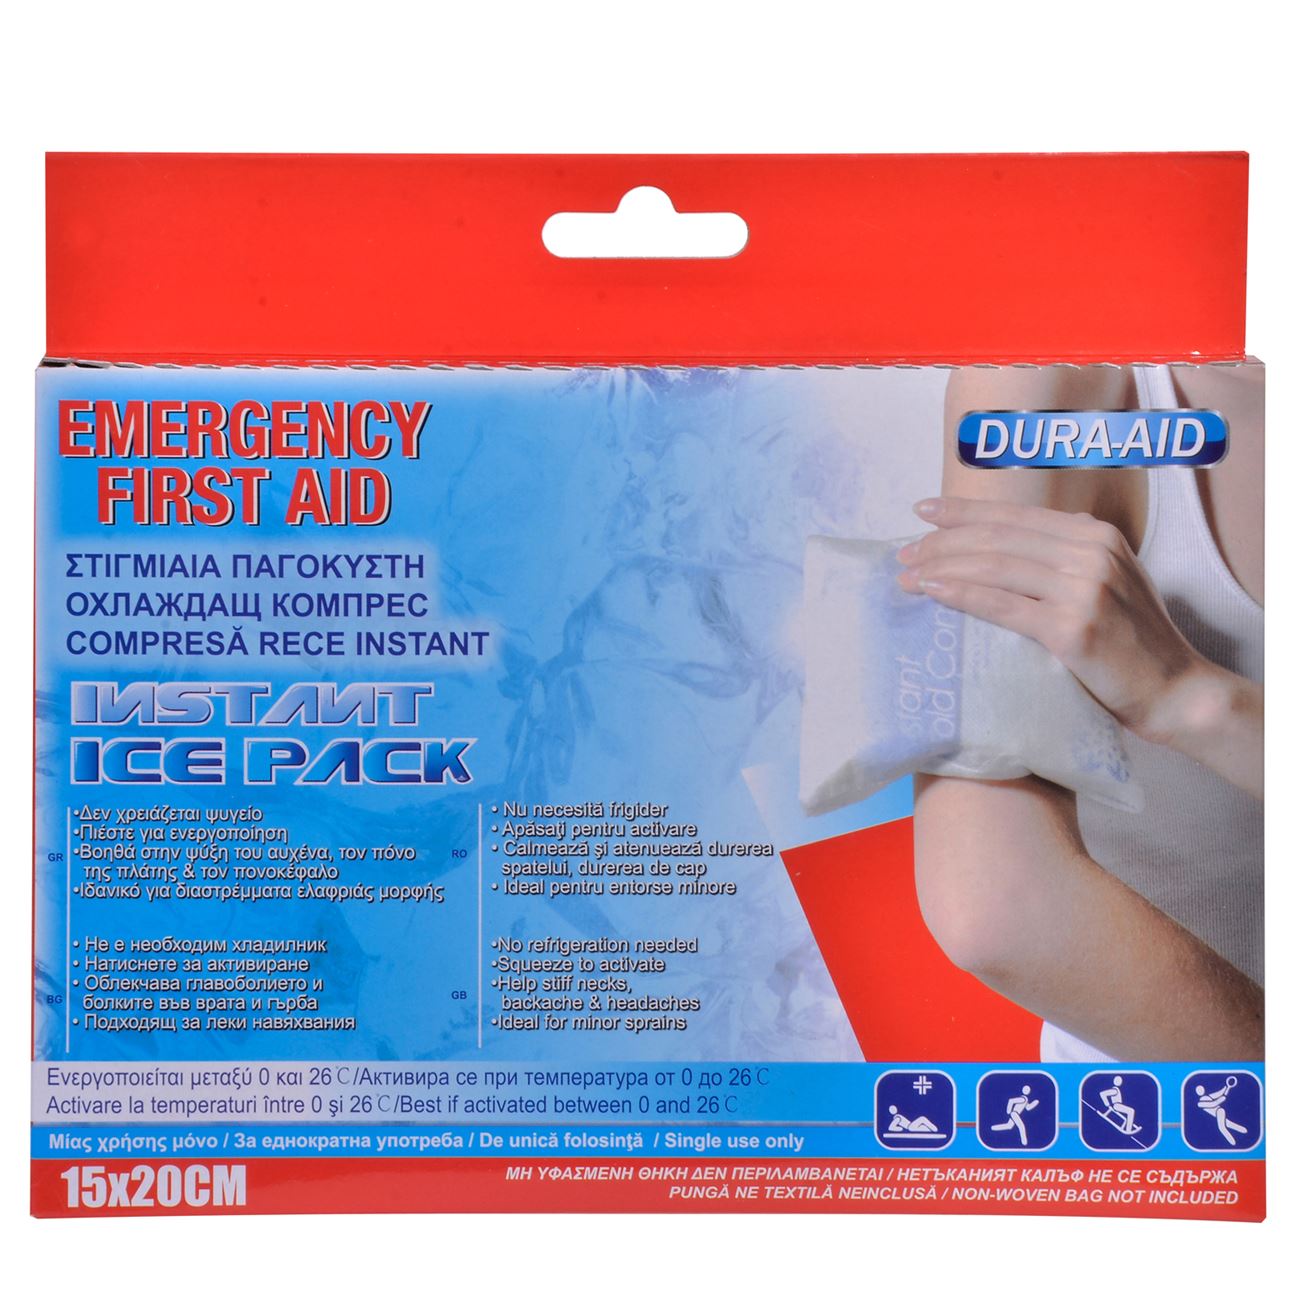 EMERGENCY
FIRST AID
DURA-AID
ΣΤΙΓΜΙΑΙΑ ΠΑΓΟΚΥΣΤΗ
ОХЛАЖДАЩ КОМПРЕС
COMPRESĂ RECE INSTANT
INSTANT
ICE PACK
stant
old Com
GR
•Δεν χρειάζεται ψυγείο
•Πιέστε για ενεργοποίηση
•Βοηθά στην ψύξη του αυχένα, τον πόνο
της πλάτης & τον πονοκέφαλο
•Ιδανικό για διαστρέμματα ελαφριάς μορφής
RO
• Nu necesită frigider
• Apăsaţi pentru activare
• Calmează şi atenuează durerea
spatelui, durerea de cap
• Ideal pentru entorse minore
BG
• Не е необходим хладилник
• Натиснете за активиране
• Облекчава главоболието и
болките във врата и гърба
• Подходящ за леки навяхвания
GB
•No refrigeration needed
•Squeeze to activate
•Help stiff necks,
backache & headaches
•Ideal for minor sprains
Ενεργοποιείται μεταξύ 0 και 26℃/Активира се при температура от 0 до 26℃
Activare la temperaturi între 0 şi 26℃/Best if activated between 0 and 26℃
Μίας χρήσης μόνο / За еднократна употреба / De unică folosinţă / Single use only
15x20CM
ΜΗ ΥΦΑΣΜΕΝΗ ΘΗΚΗ ΔΕΝ ΠΕΡΙΛΑΜΒΑΝΕΤΑΙ / НЕТЪКАНИЯТ КАЛЪФ НЕ СЕ СЪДЪРЖА
PUNGĂ NE TEXTILĂ NEINCLUSĂ / NON-WOVEN BAG NOT INCLUDED